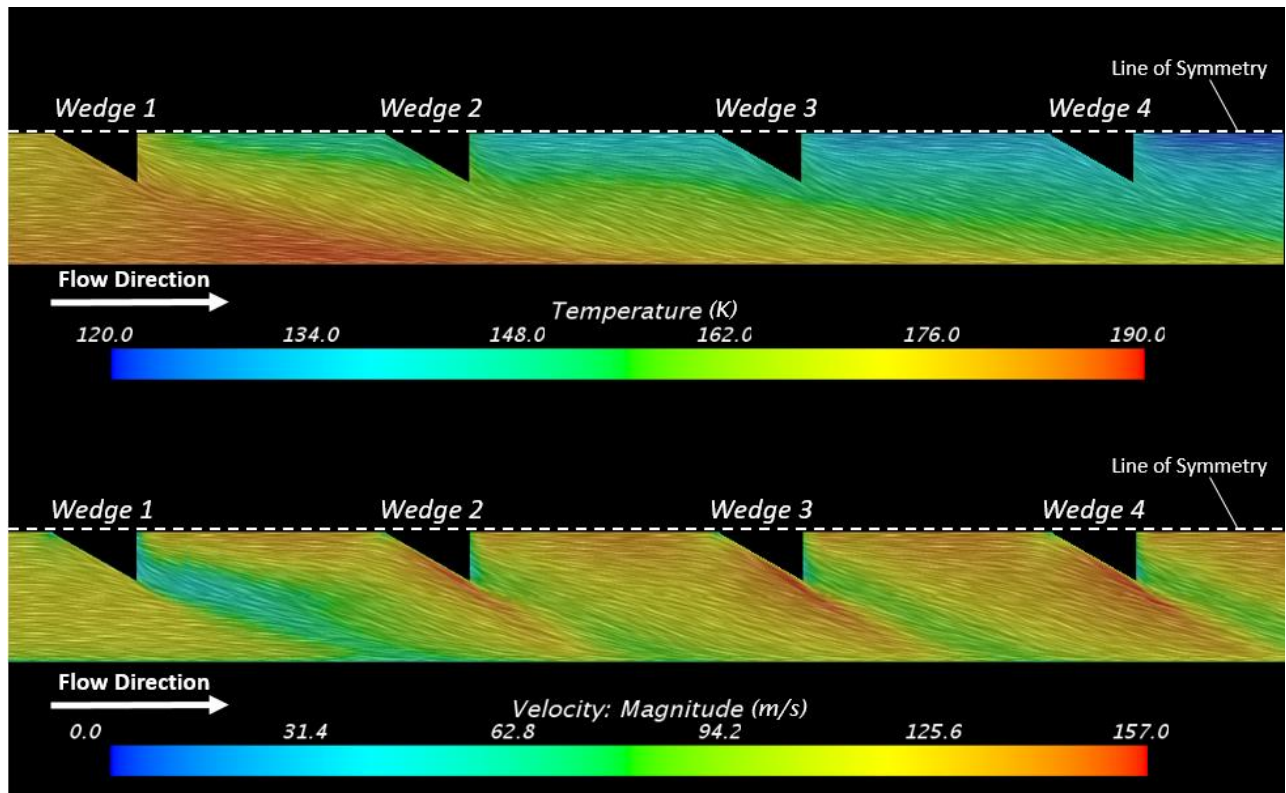 Line of Symmetry
Wedge 1 Wedge 2 Wedge 3 Wedge 4
Flow Direction
Temperature (K)
120.0 134.0 148.0 162.0 176.0 190.0
Line of Symmetry
Wedge 1 Wedge 2 Wedge 3 Wedge 4
Flow Direction
Velocity: Magnitude (m/s)
0.0 31.4 62.8 94.2 125.6 157.0